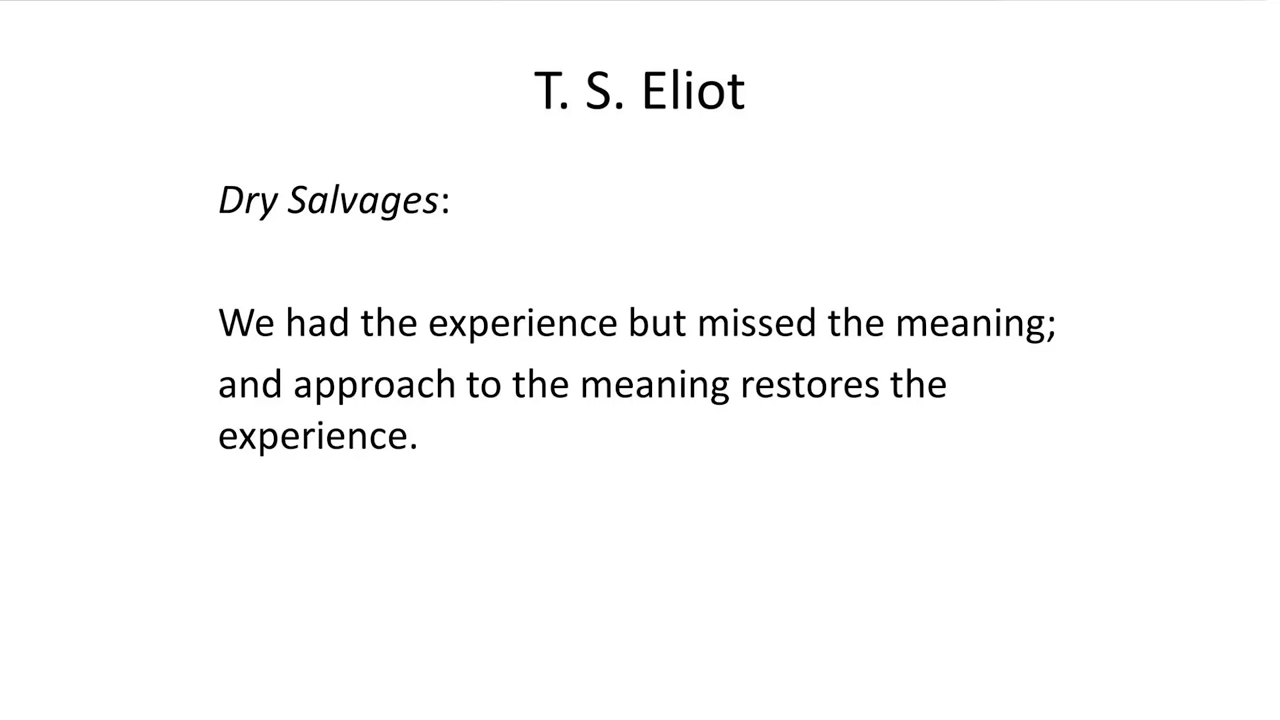 T. S. Eliot
Dry Salvages:
We had the experience but missed the meaning;
and approach to the meaning restores the
experience.